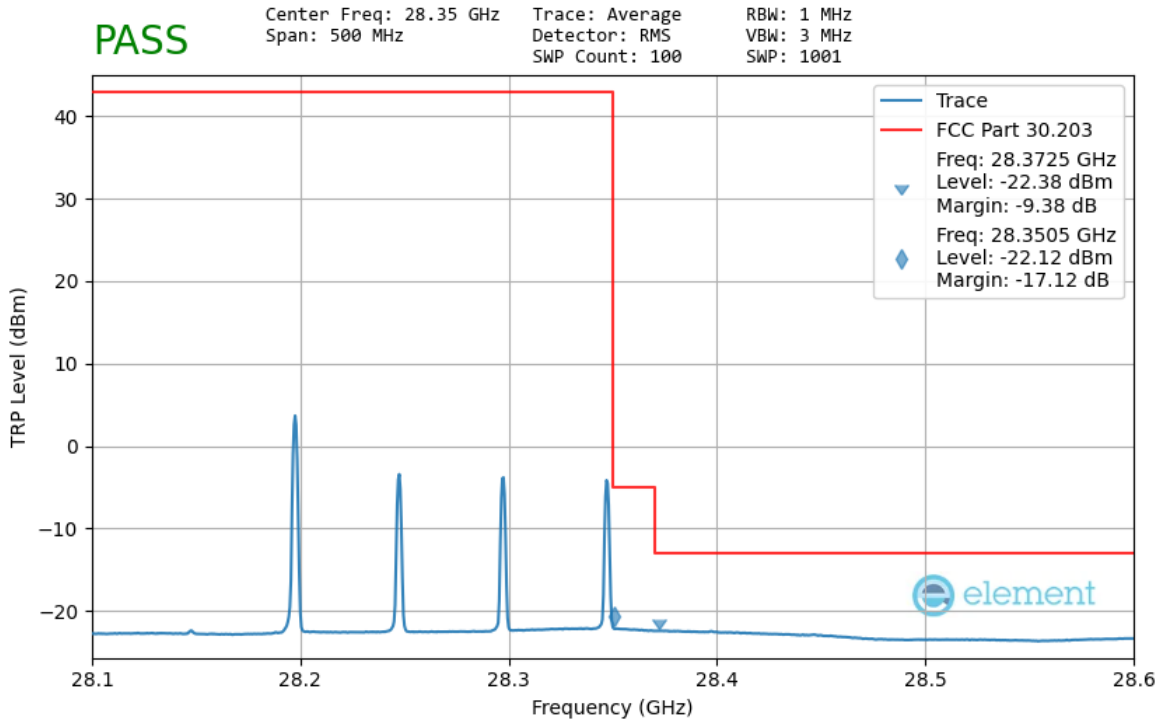 PASS
Center Freq: 28.35 GHz
Span: 500 MHz
Trace: Average
Detector: RMS
SWP Count: 100
RBW: 1 MHz
VBW: 3 MHz
SWP: 1001
Trace
FCC Part 30.203
Freq: 28.3725 GHz
Level: -22.38 dBm
Margin: -9.38 dB
Freq: 28.3505 GHz
Level: -22.12 dBm
Margin: -17.12 dB
TRP Level (dBm)
40
30
20
10
0
−10
−20
element
28.1 28.2 28.3 28.4 28.5 28.6
Frequency (GHz)